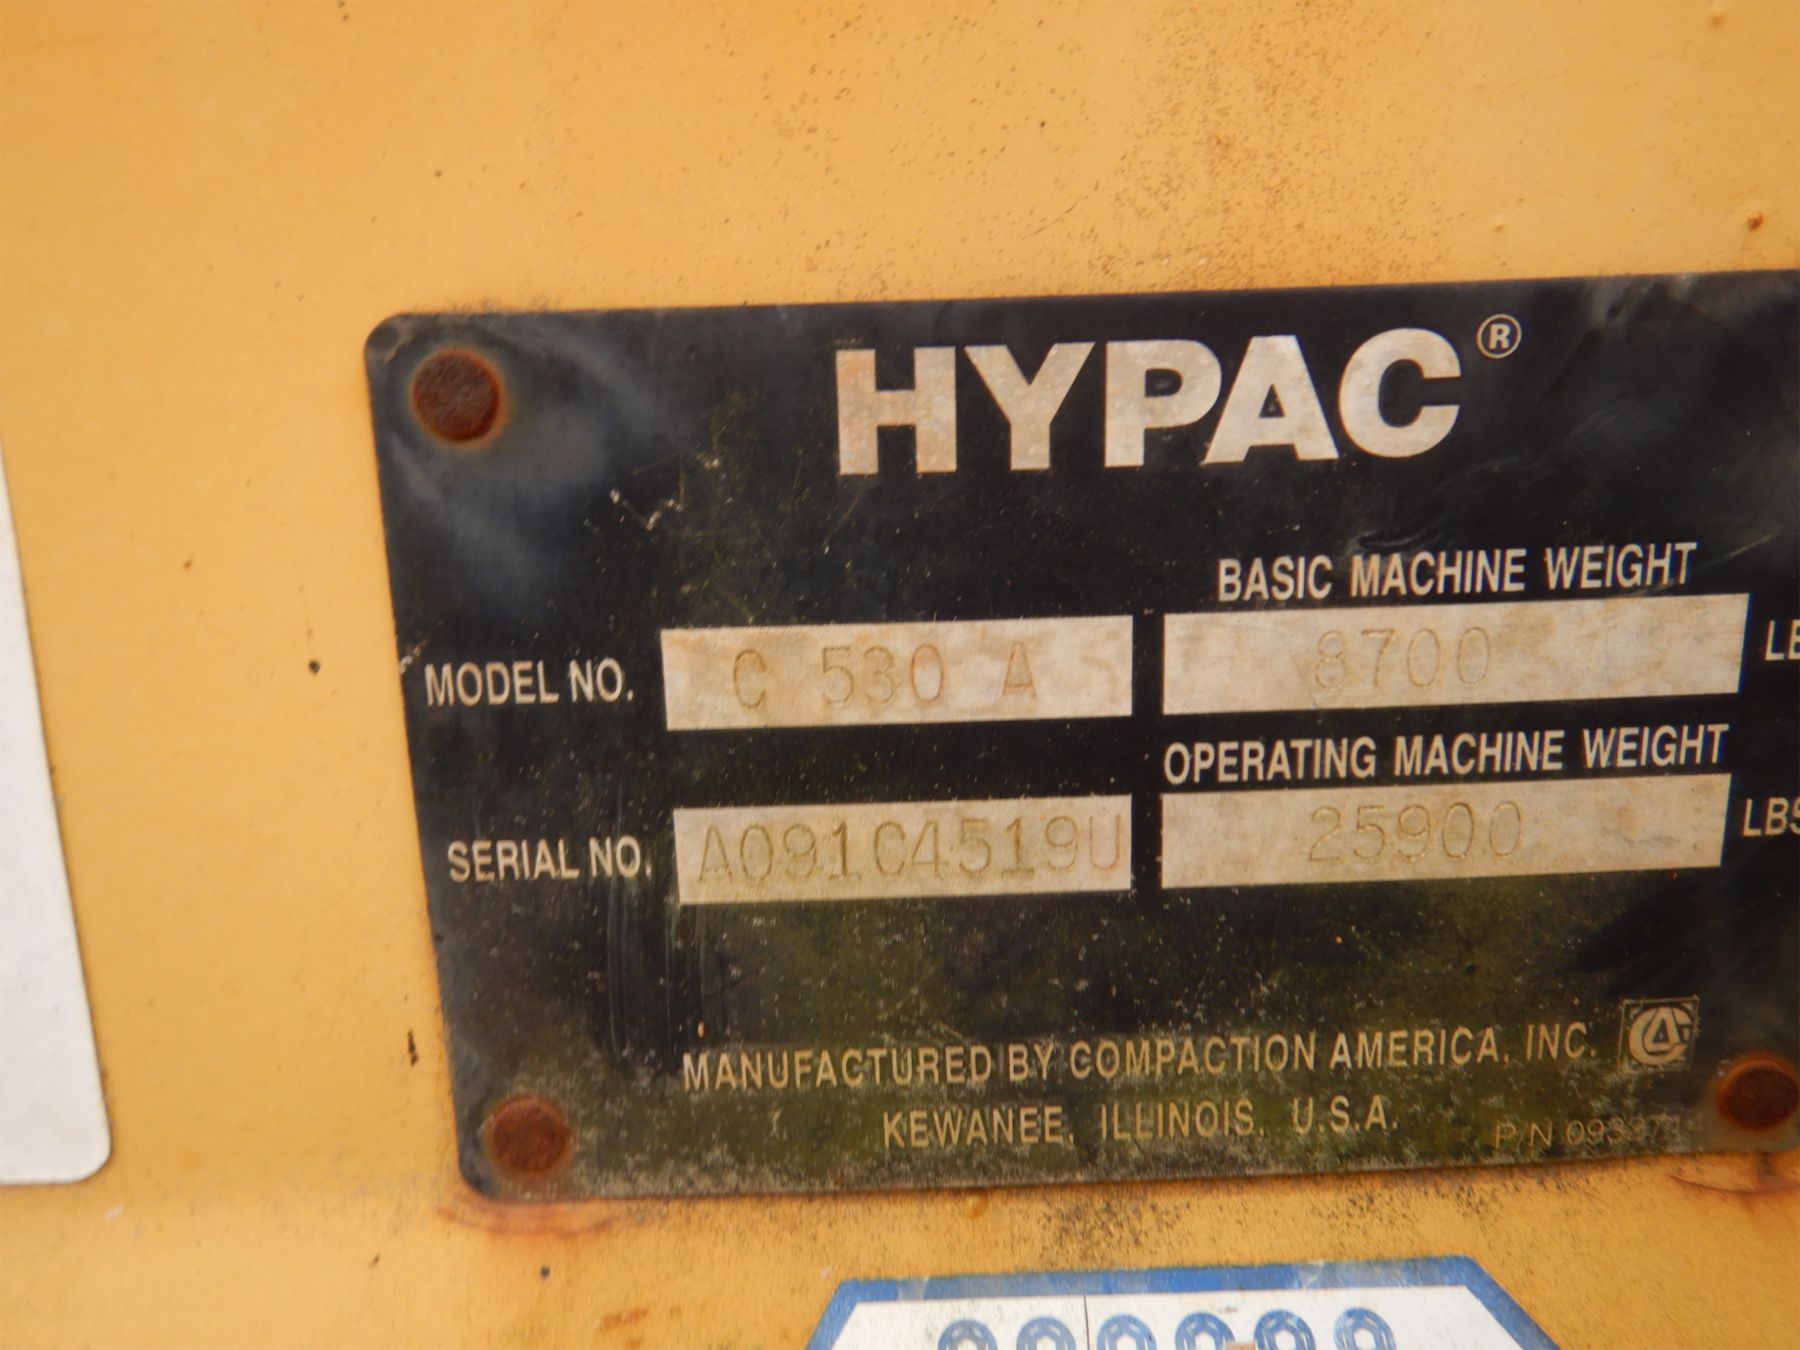 HYPAC®
BASIC MACHINE WEIGHT
MODEL NO. C 530 A 8700
OPERATING MACHINE WEIGHT
SERIAL NO. A091C4519U 25900 LBS
MANUFACTURED BY COMPACTION AMERICA, INC.
KEWANEE, ILLINOIS, U.S.A.
P/N